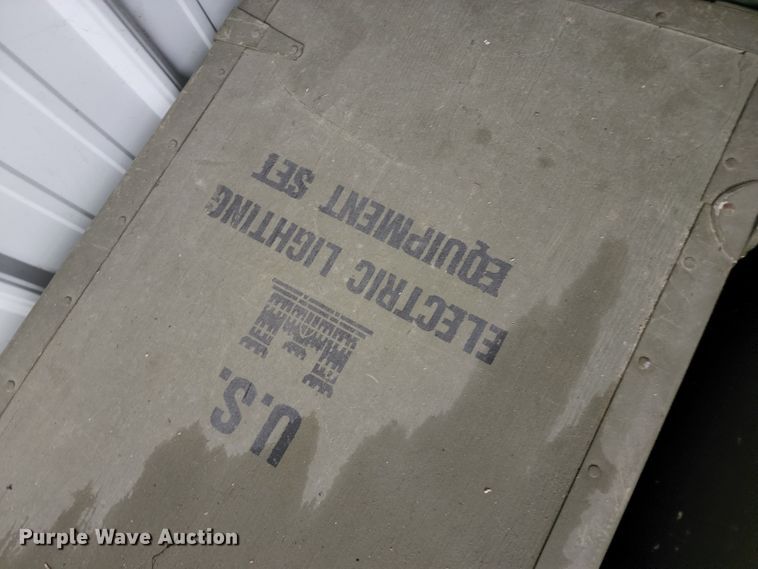 U.S.
ELECTRIC LIGHTING
EQUIPMENT SET
Purple Wave Auction